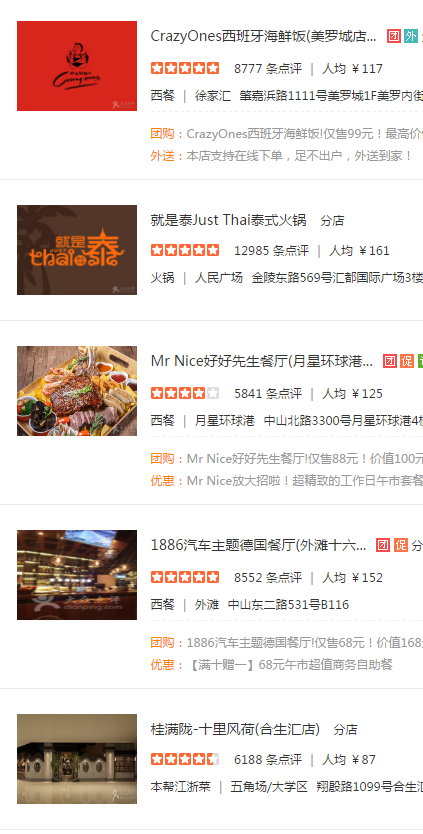 CrazyOnes西班牙海鲜饭(美罗城店... 团 外
8777 条点评 | 人均 ¥117
西餐 | 徐家汇 肇嘉浜路1111号美罗城1F美罗内街
团购：CrazyOnes西班牙海鲜饭!仅售99元！最高价
外送：本店支持在线下单，足不出户，外送到家！
就是泰Just Thai泰式火锅 分店
就是泰
12985 条点评 | 人均 ¥161
火锅 | 人民广场 金陵东路569号汇都国际广场3楼
Mr Nice好好先生餐厅(月星环球港... 团 促
5841 条点评 | 人均 ¥125
西餐 | 月星环球港 中山北路3300号月星环球港4楼
团购：Mr Nice好好先生餐厅!仅售88元！价值100元
优惠：Mr Nice放大招啦！超精致的工作日午市套餐
1886汽车主题德国餐厅(外滩十六... 团 促 分
8552 条点评 | 人均 ¥152
西餐 | 外滩 中山东二路531号B116
dianping.com
团购：1886汽车主题德国餐厅!仅售68元！价值168
优惠：【满十赠一】68元午市超值商务自助餐
桂满陇-十里风荷(合生汇店) 分店
6188 条点评 | 人均 ¥87
本帮江浙菜 | 五角场/大学区 翔殷路1099号合生汇